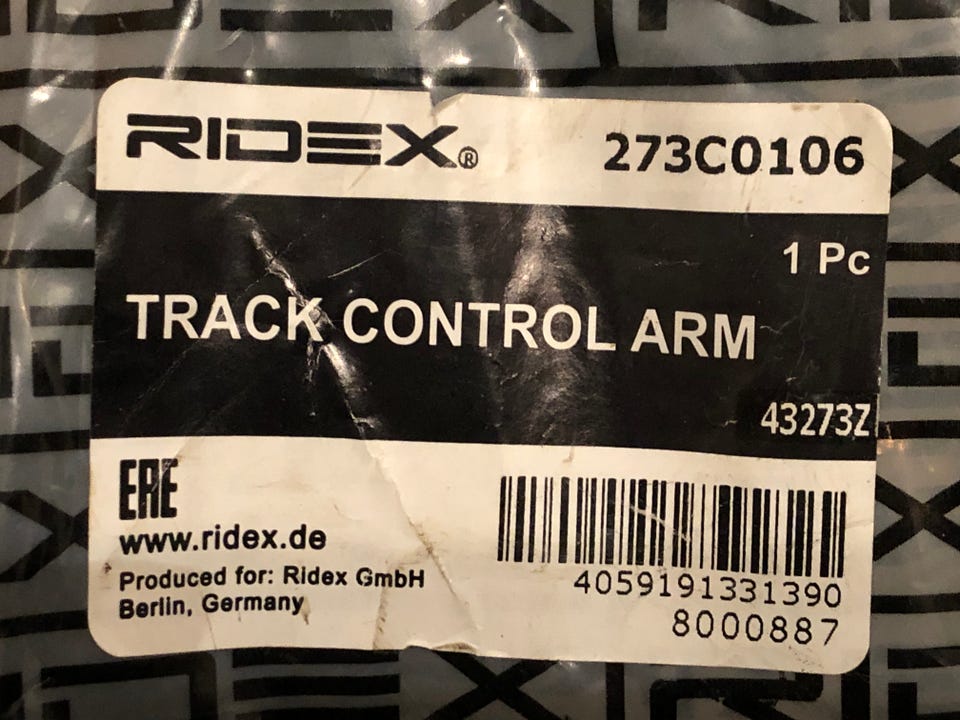 RIDEX®
273C0106
1 Pc
TRACK CONTROL ARM
43273Z
EAC
www.ridex.de
Produced for: Ridex GmbH
Berlin, Germany
4059191331390
8000887